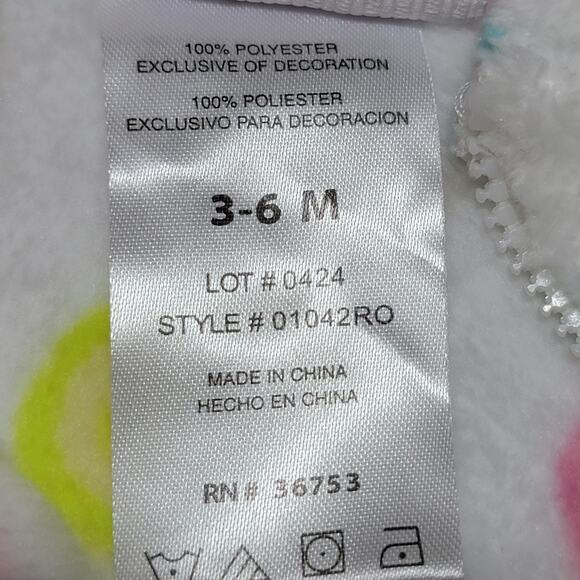 100% POLYESTER
EXCLUSIVE OF DECORATION
100% POLIESTER
EXCLUSIVO PARA DECORACION
3-6 M
LOT # 0424
STYLE # 01042RO
MADE IN CHINA
HECHO EN CHINA
RN # 36753